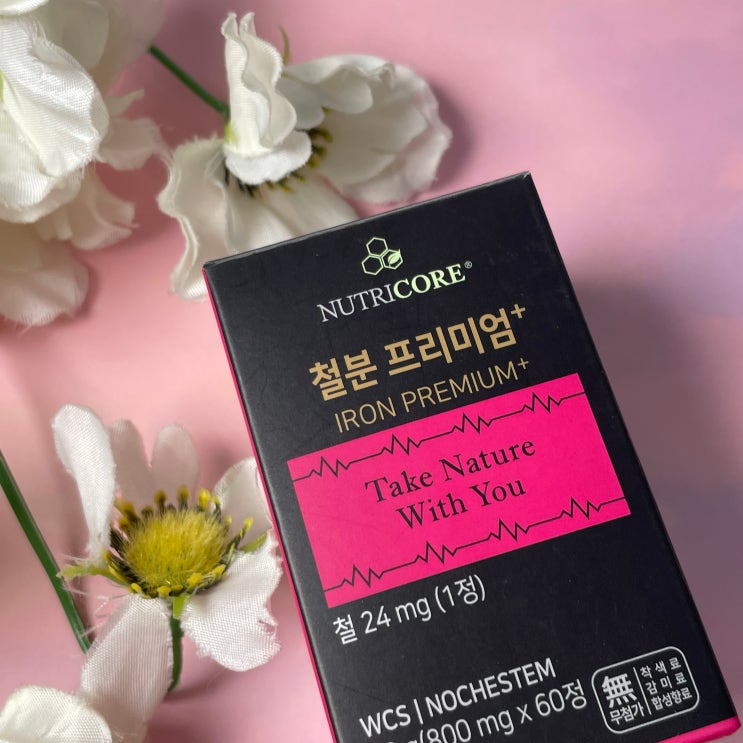 NUTRICORE®
철분 프리미엄+
IRON PREMIUM+
Take Nature
With You
철 24 mg (1정)
WCS | NOCHESTEM
(800 mg x 60정
無
무첨가
착색료
감미료
합성향료